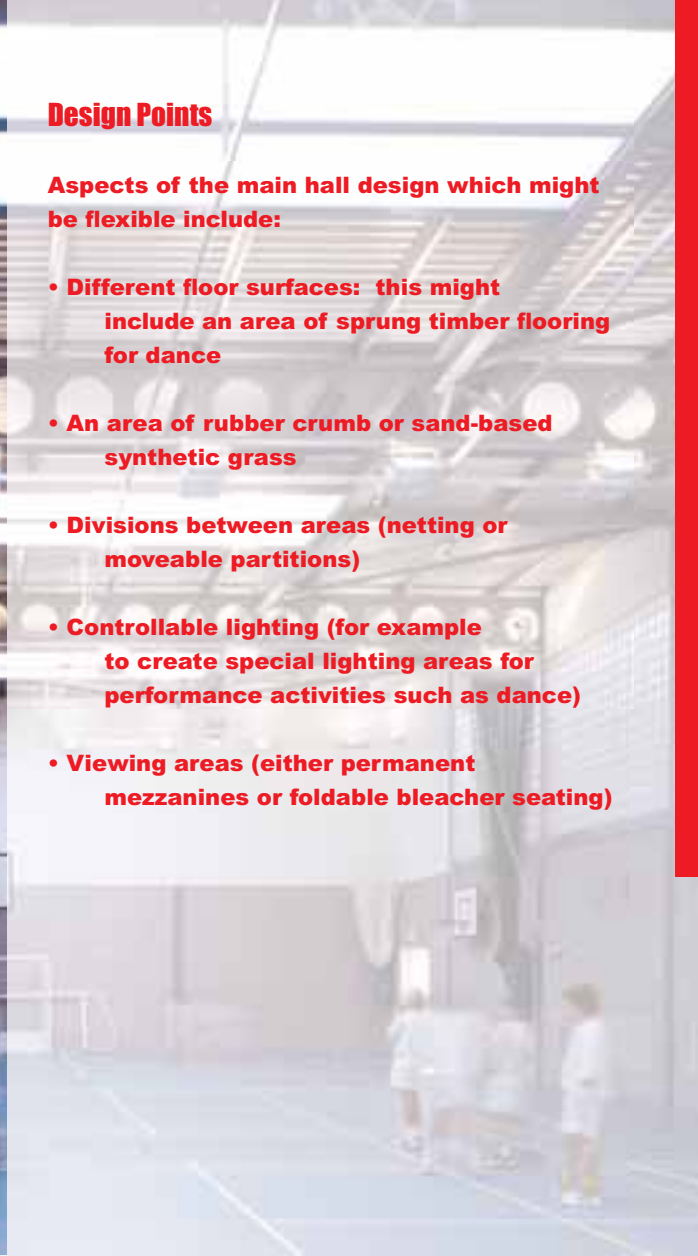 Design Points
Aspects of the main hall design which might
be flexible include:
• Different floor surfaces:  this might
include an area of sprung timber flooring
for dance
• An area of rubber crumb or sand-based
synthetic grass
• Divisions between areas (netting or
moveable partitions)
• Controllable lighting (for example
to create special lighting areas for
performance activities such as dance)
• Viewing areas (either permanent
mezzanines or foldable bleacher seating)